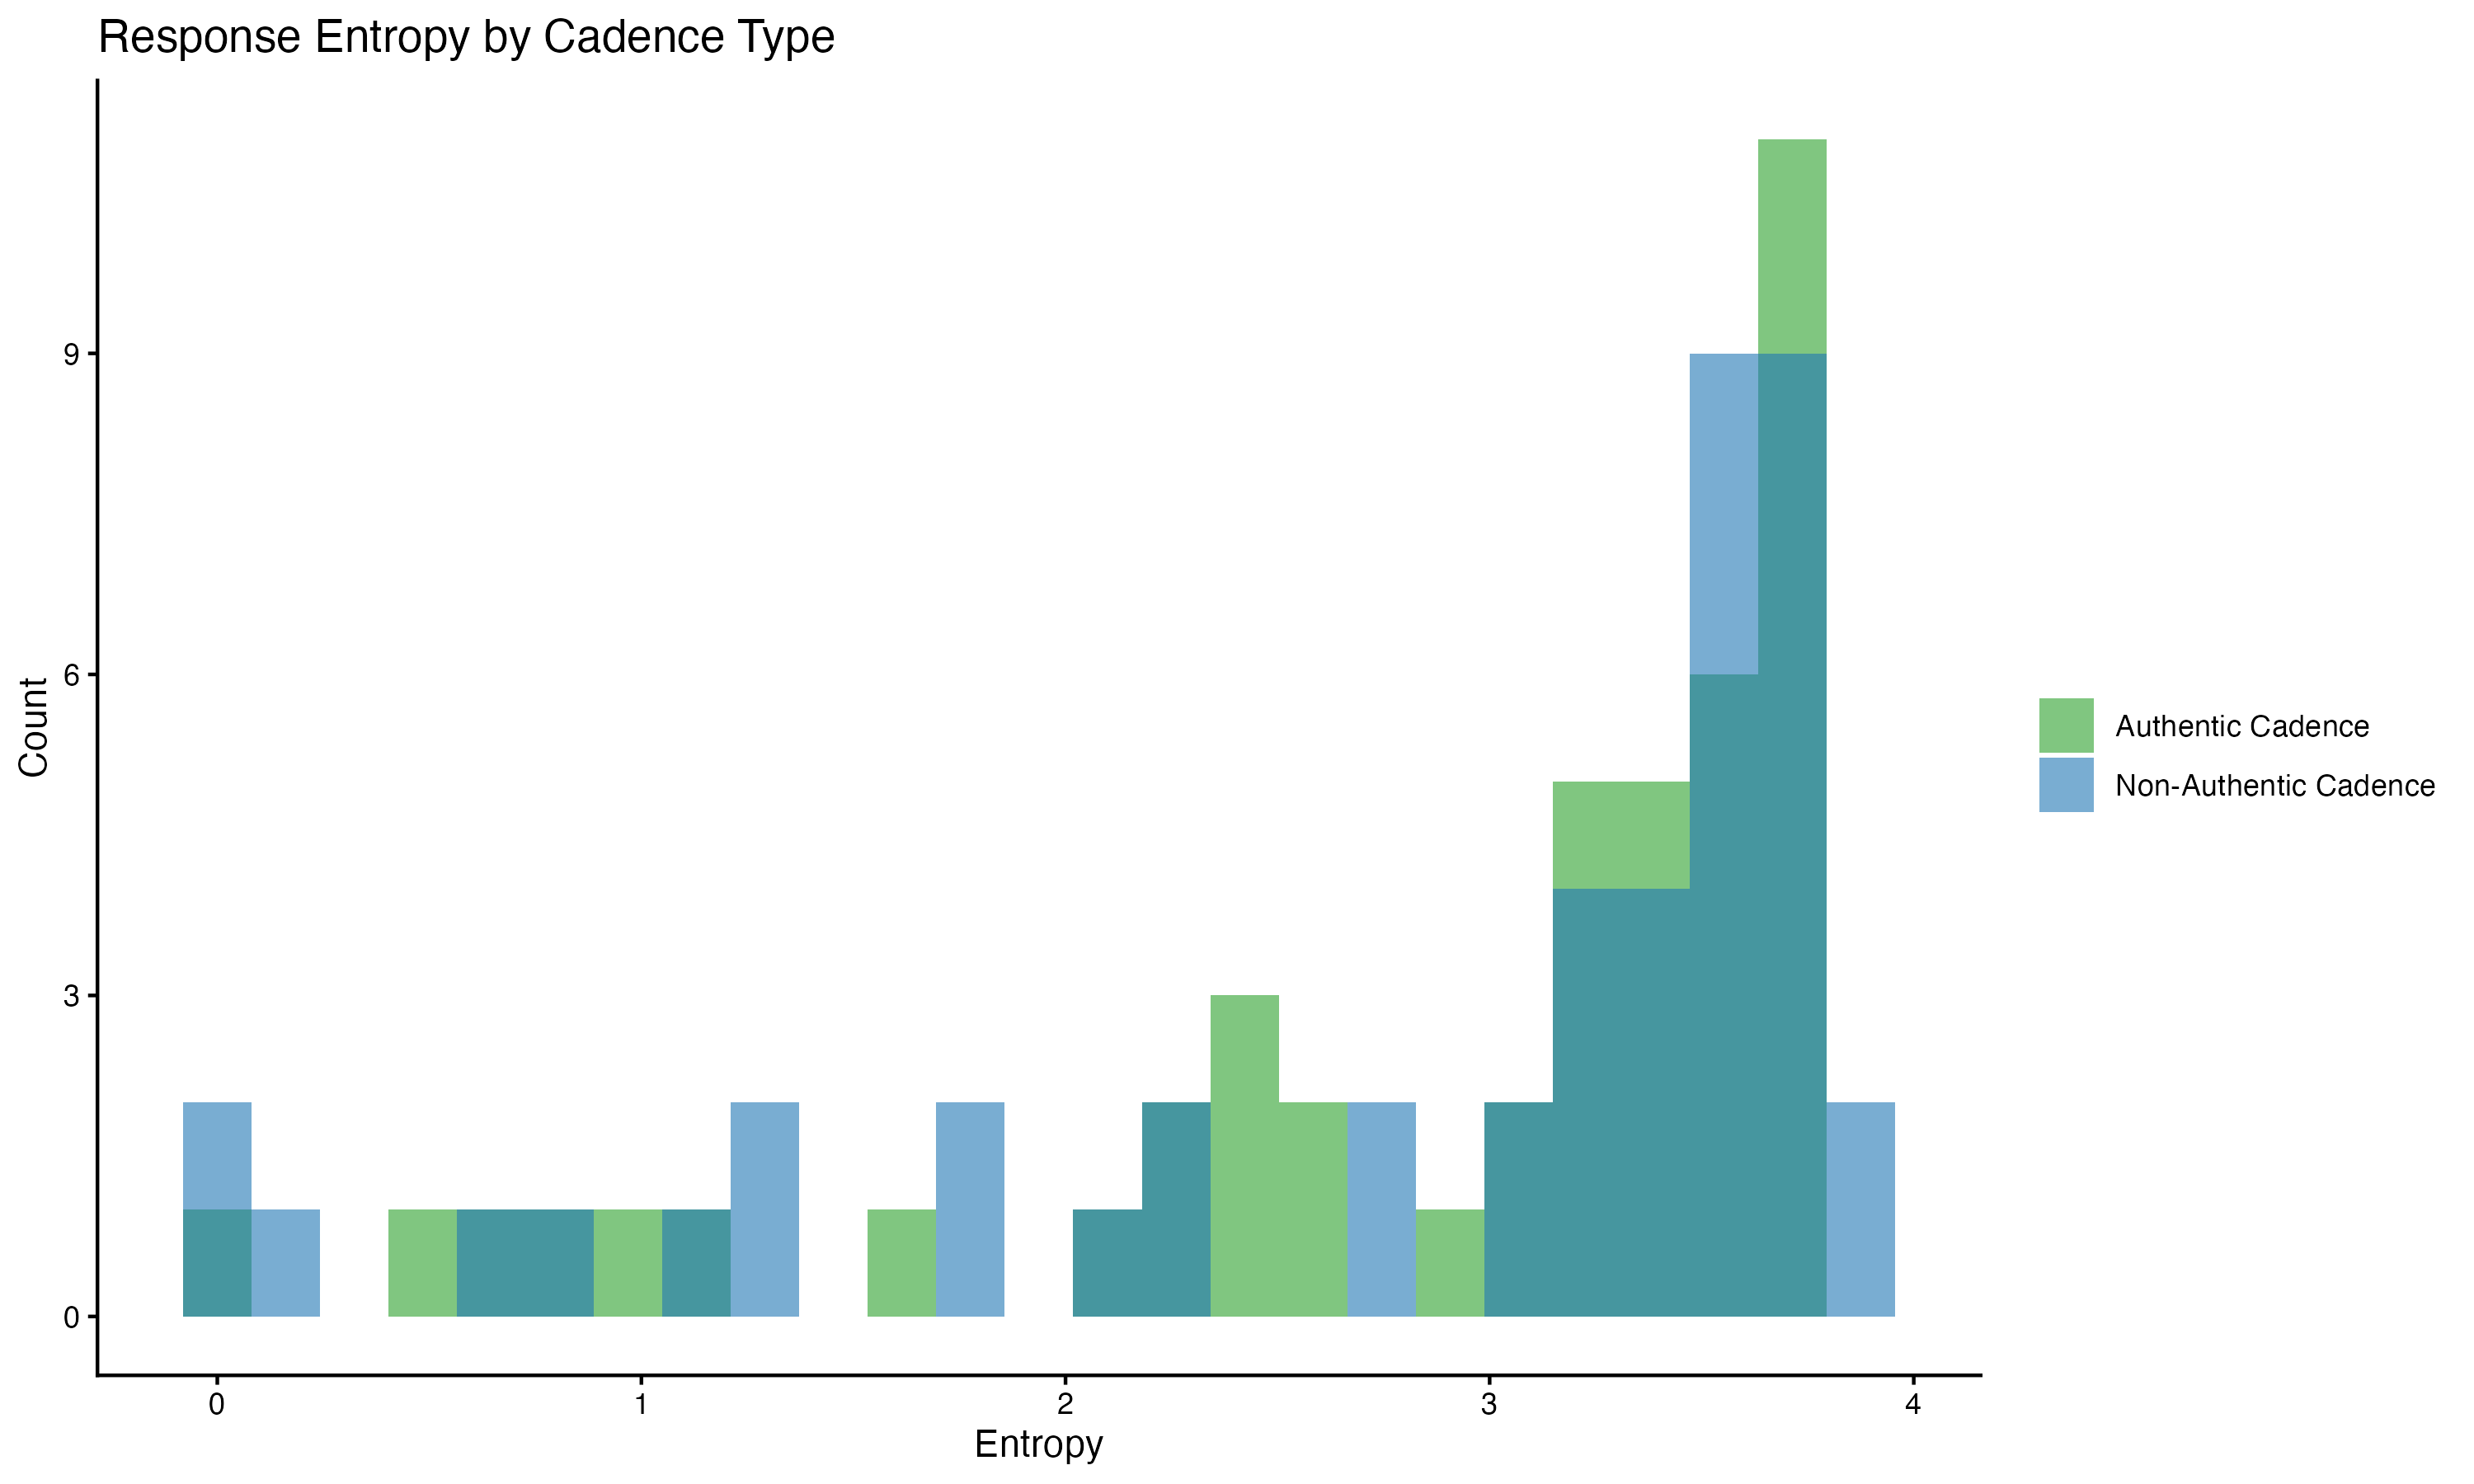 Response Entropy by Cadence Type
Count
9
6
3
0
0 1 2 3 4
Entropy
Authentic Cadence
Non-Authentic Cadence